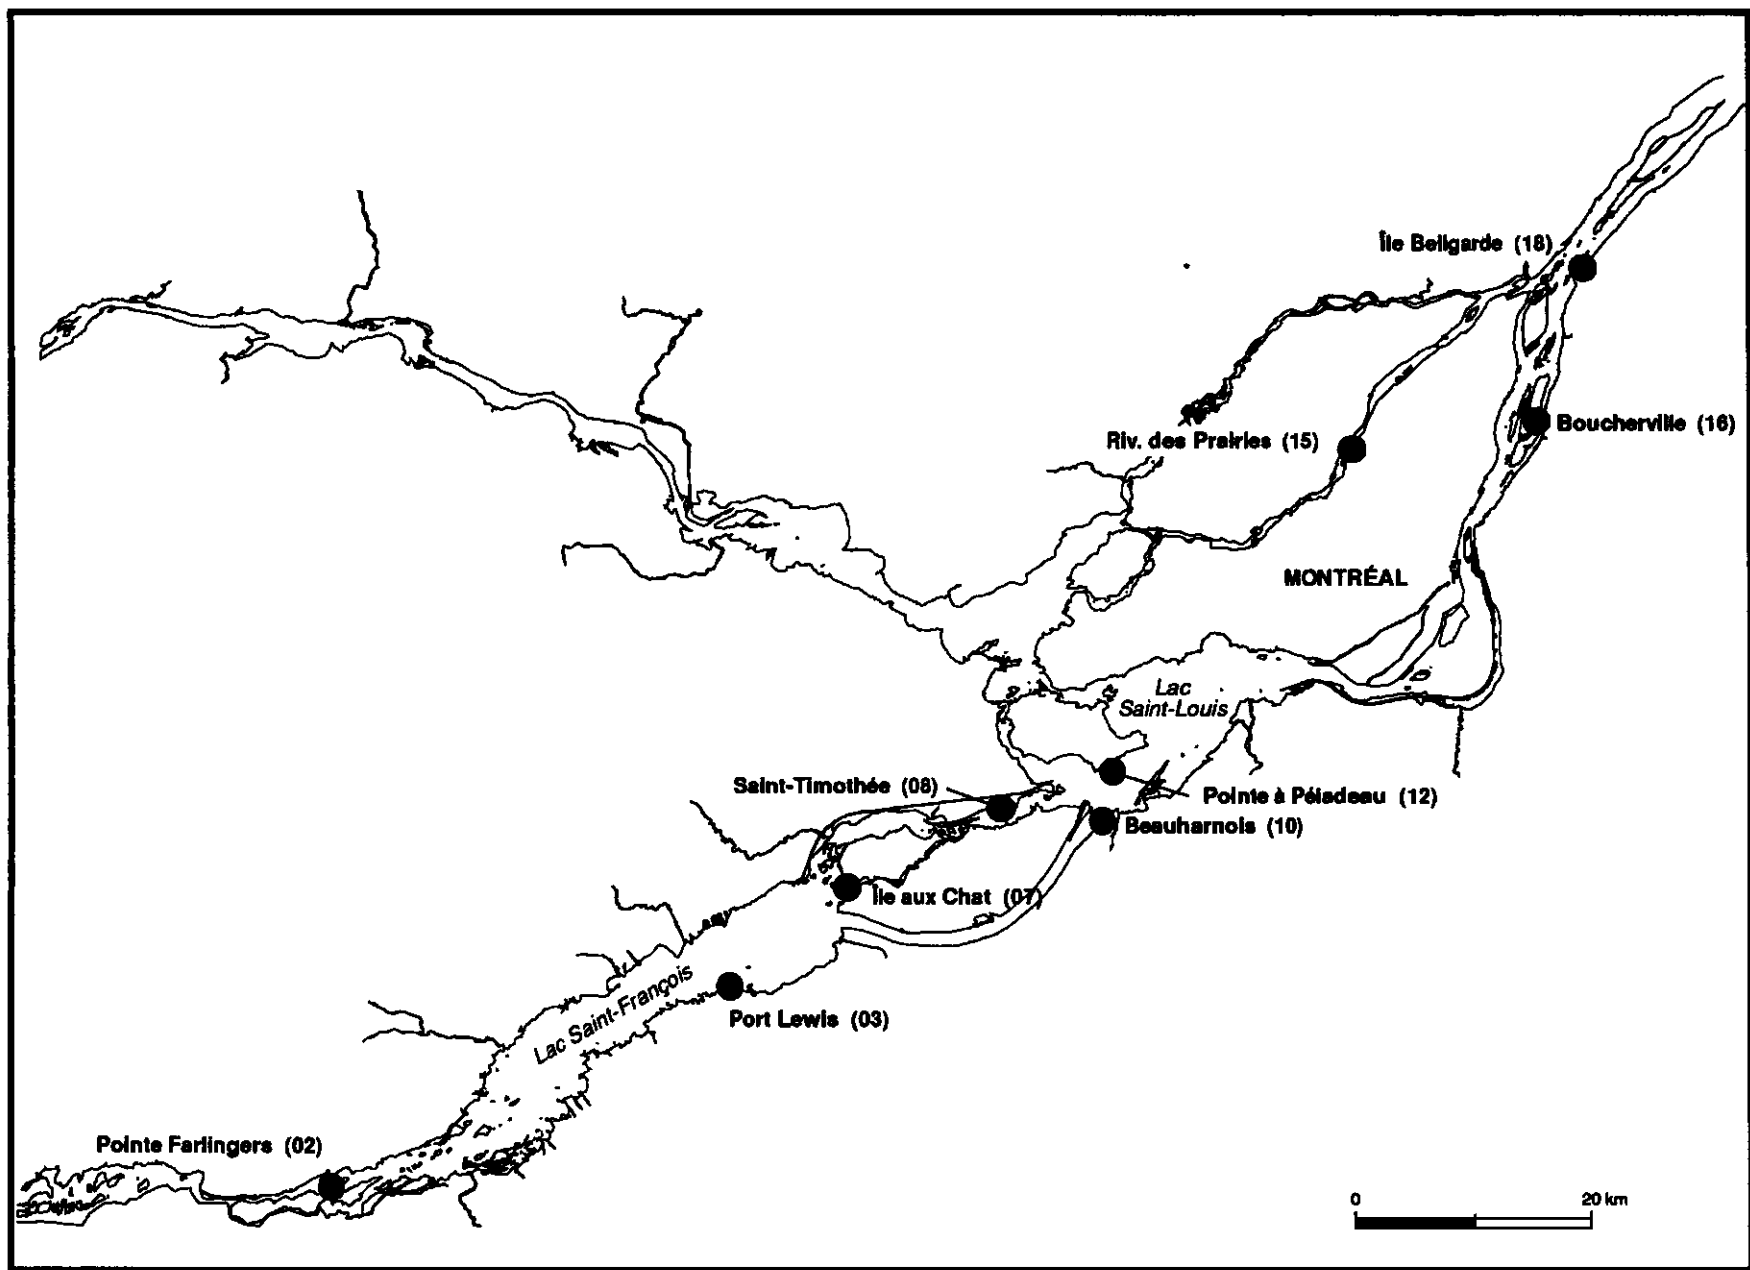 Île Bellgarde (18)
Boucherville (16)
Riv. des Prairies (15)
MONTRÉAL
Lac
Saint-Louis
Saint-Timothée (08)
Pointe à Péladeau (12)
Beauharnois (10)
Île aux Chat (07)
Lac Saint-François
Port Lewis (03)
Pointe Farlingers (02)
0 20 km